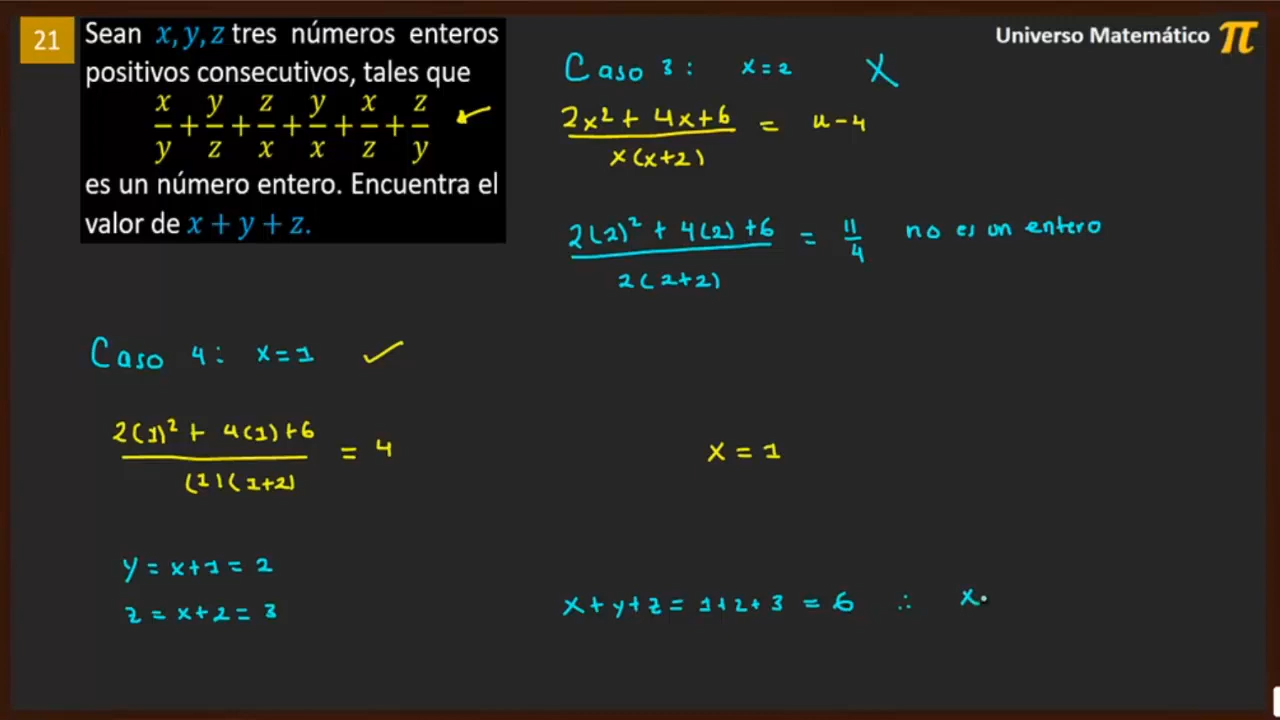 21
Sean x, y, z tres números enteros
positivos consecutivos, tales que
x/y + y/z + z/x + y/x + x/z + z/y
es un número entero. Encuentra el
valor de x + y + z.
Universo Matemático π
Caso 3: x=2 X
(2x² + 4x+6)/(x(x+2)) = u-4
(2(2)² + 4(2)+6)/(2(2+2)) = 11/4 no es un entero
Caso 4: x=1 ✓
(2(1)² + 4(1)+6)/((1)(1+2)) = 4
x = 1
y = x+1 = 2
z = x+2 = 3
x+y+z = 1+2+3 = 6 ∴ x